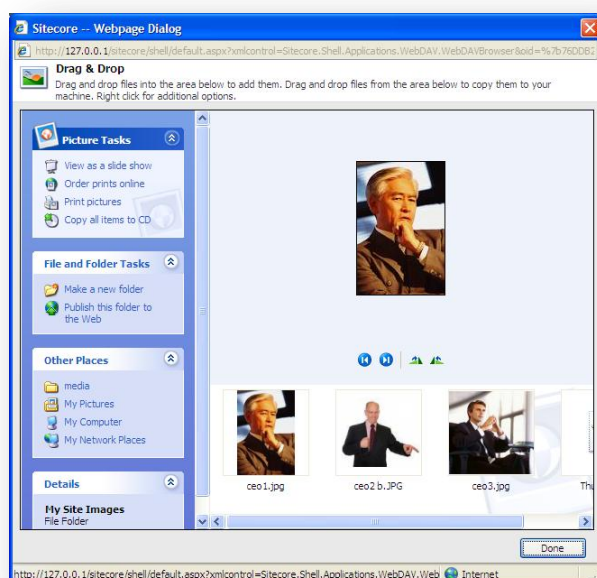 Sitecore -- Webpage Dialog
http://127.0.0.1/sitecore/shell/default.aspx?xmlcontrol=Sitecore.Shell.Applications.WebDAV.WebDAVBrowser&oid=%7b76DDB2
Drag & Drop
Drag and drop files into the area below to add them. Drag and drop files from the area below to copy them to your
machine. Right click for additional options.
Picture Tasks
View as a slide show
Order prints online
Print pictures
Copy all items to CD
File and Folder Tasks
Make a new folder
Publish this folder to
the Web
Other Places
media
My Pictures
My Computer
My Network Places
Details
My Site Images
File Folder
ceo1.jpg
ceo2 b.JPG
ceo3.jpg
Thu
Done
http://127.0.0.1/sitecore/shell/default.aspx?xmlcontrol=Sitecore.Shell.Applications.WebDAV.Web
Internet